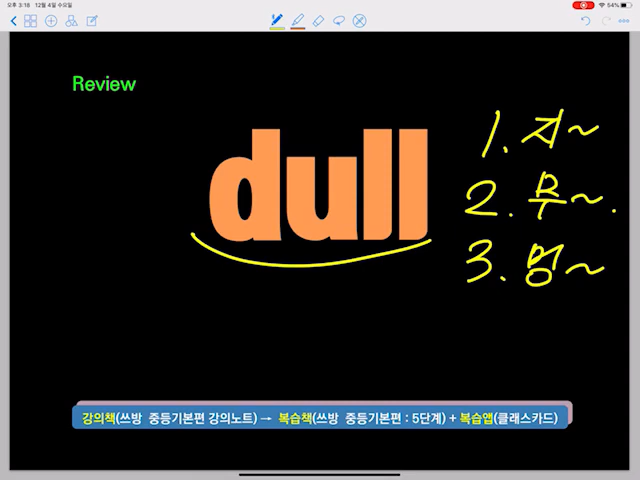 오후 3:18 12월 4일 수요일
54%
Review
dull
1. 지~
2. 무~.
3. 멍~
강의책(쓰방 중등기본편 강의노트) → 복습책(쓰방 중등기본편 : 5단계) + 복습앱(클래스카드)